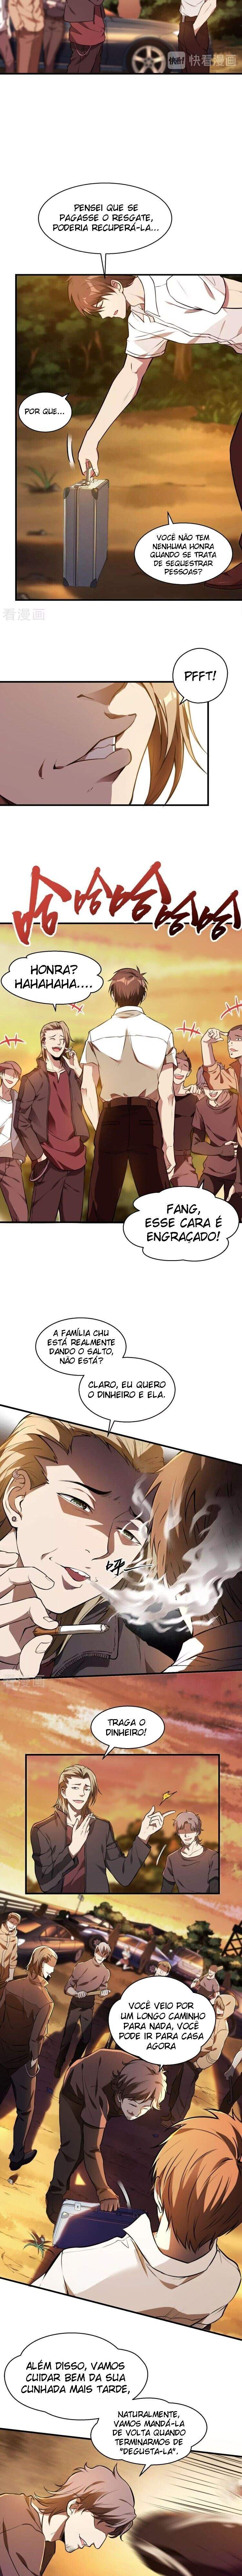 快看漫画
PENSEI QUE SE
PAGASSE O RESGATE,
PODERIA RECUPERÁ-LA...
POR QUE...
VOCÊ NÃO TEM
NENHUMA HONRA
QUANDO SE TRATA
DE SEQUESTRAR
PESSOAS?
看漫画
PFFT!
哈哈哈哈哈
HONRA?
HAHAHAHA....
FANG,
ESSE CARA É
ENGRAÇADO!
A FAMÍLIA CHU
ESTÁ REALMENTE
DANDO O SALTO,
NÃO ESTÁ?
CLARO, EU QUERO
O DINHEIRO E ELA.
呼
TRAGA O
DINHEIRO!
VOCÊ VEIO POR
UM LONGO CAMINHO
PARA NADA, VOCÊ
PODE IR PARA CASA
AGORA
ALÉM DISSO, VAMOS
CUIDAR BEM DA SUA
CUNHADA MAIS TARDE,
NATURALMENTE,
VAMOS MANDÁ-LA
DE VOLTA QUANDO
TERMINARMOS DE
"DEGUSTA-LA".